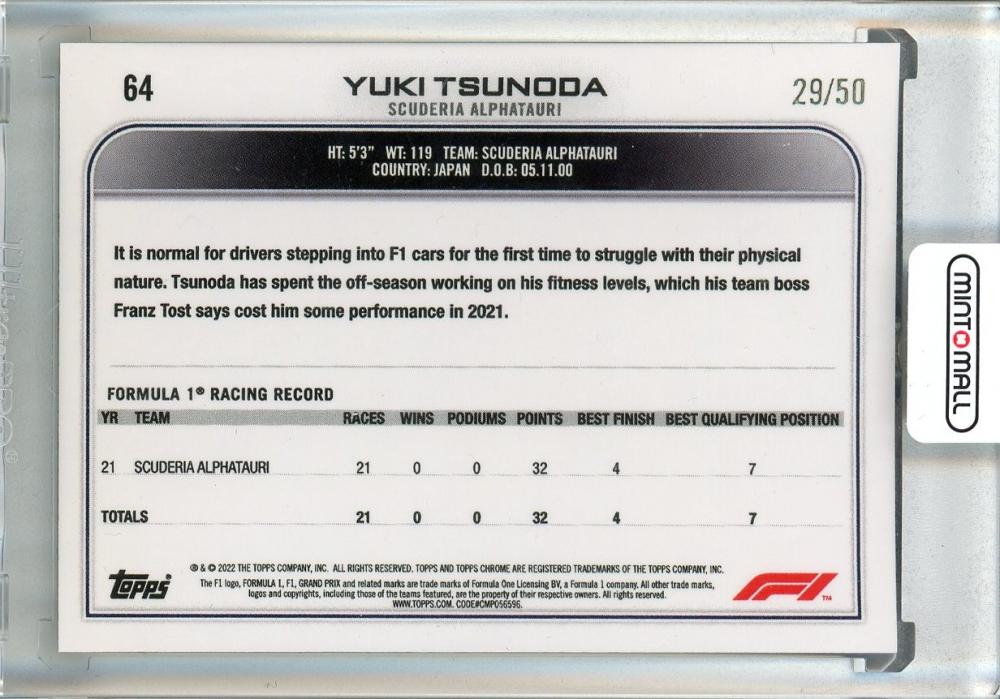 64
YUKI TSUNODA
29/50
SCUDERIA ALPHATAURI
HT: 5'3" WT: 119 TEAM: SCUDERIA ALPHATAURI
COUNTRY: JAPAN D.O.B: 05.11.00
It is normal for drivers stepping into F1 cars for the first time to struggle with their physical
nature. Tsunoda has spent the off-season working on his fitness levels, which his team boss
Franz Tost says cost him some performance in 2021.
FORMULA 1® RACING RECORD
YR TEAM RACES WINS PODIUMS POINTS BEST FINISH BEST QUALIFYING POSITION
21 SCUDERIA ALPHATAURI 21 0 0 32 4 7
TOTALS 21 0 0 32 4 7
topps
® & © 2022 THE TOPPS COMPANY, INC. ALL RIGHTS RESERVED. TOPPS AND TOPPS CHROME ARE REGISTERED TRADEMARKS OF THE TOPPS COMPANY, INC.
The F1 logo, FORMULA 1, F1, GRAND PRIX and related marks are trade marks of Formula One Licensing BV, a Formula 1 company. All other trade marks,
logos and copyrights, including those of the teams featured, are the property of their respective owners. All rights reserved.
WWW.TOPPS.COM. CODE#CMP056596.
F1 TM
MINT MALL